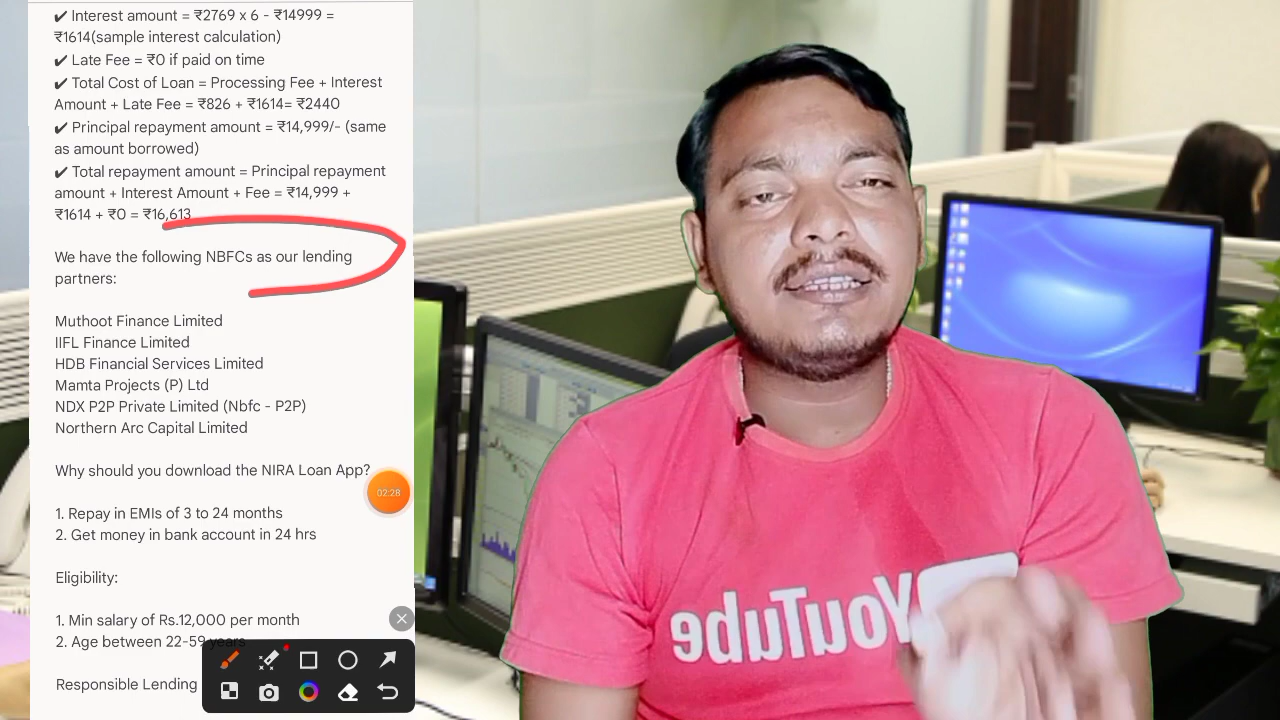 ✔ Interest amount = ₹2769 x 6 - ₹14999 =
₹1614(sample interest calculation)
✔ Late Fee = ₹0 if paid on time
✔ Total Cost of Loan = Processing Fee + Interest
Amount + Late Fee = ₹826 + ₹1614= ₹2440
✔ Principal repayment amount = ₹14,999/- (same
as amount borrowed)
✔ Total repayment amount = Principal repayment
amount + Interest Amount + Fee = ₹14,999 +
₹1614 + ₹0 = ₹16,613
We have the following NBFCs as our lending
partners:
Muthoot Finance Limited
IIFL Finance Limited
HDB Financial Services Limited
Mamta Projects (P) Ltd
NDX P2P Private Limited (Nbfc - P2P)
Northern Arc Capital Limited
Why should you download the NIRA Loan App?
02:28
1. Repay in EMIs of 3 to 24 months
2. Get money in bank account in 24 hrs
Eligibility:
1. Min salary of Rs.12,000 per month
2. Age between 22-59 years
Responsible Lending
YouTube